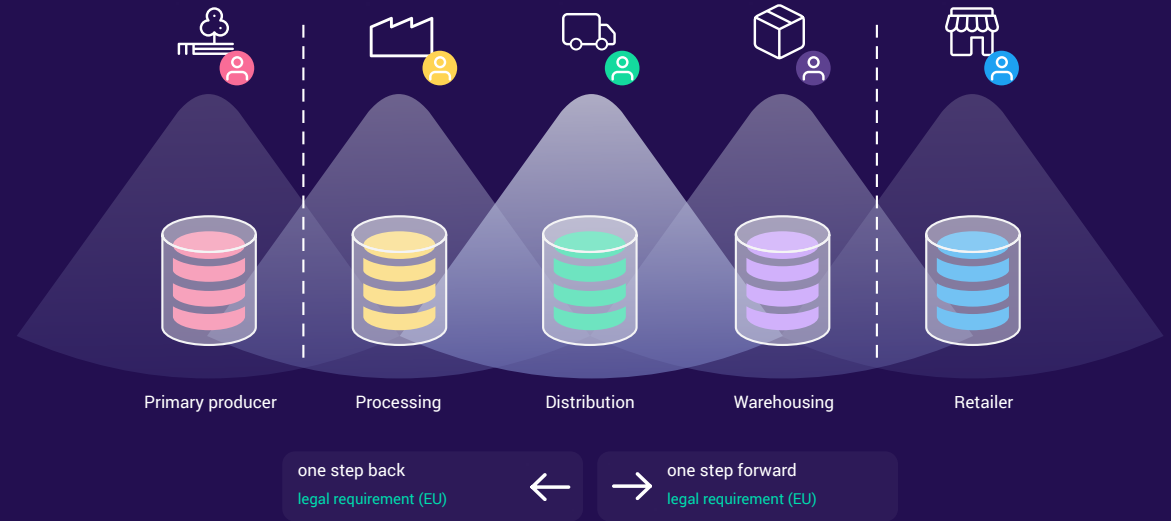 Primary producer
Processing
Distribution
Warehousing
Retailer
one step back
legal requirement (EU)
one step forward
legal requirement (EU)